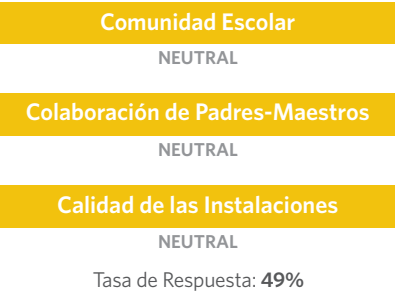 Comunidad Escolar
NEUTRAL
Colaboración de Padres-Maestros
NEUTRAL
Calidad de las Instalaciones
NEUTRAL
Tasa de Respuesta: 49%